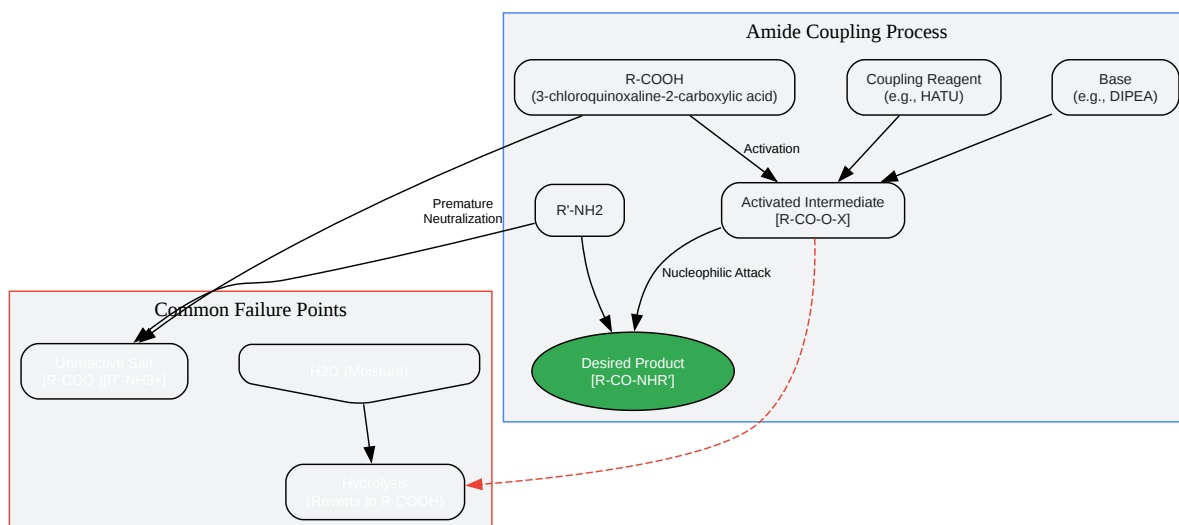 Amide Coupling Process
R-COOH
(3-chloroquinoxaline-2-carboxylic acid)
Coupling Reagent
(e.g., HATU)
Base
(e.g., DIPEA)
Activation
Premature
Neutralization
R'-NH2
Activated Intermediate
[R-CO-O-X]
Nucleophilic Attack
Common Failure Points
Unreactive Salt
[R-COO-][R'-NH3+]
H2O (Moisture)
Desired Product
[R-CO-NHR']
Hydrolysis
(Reverts to R-COOH)